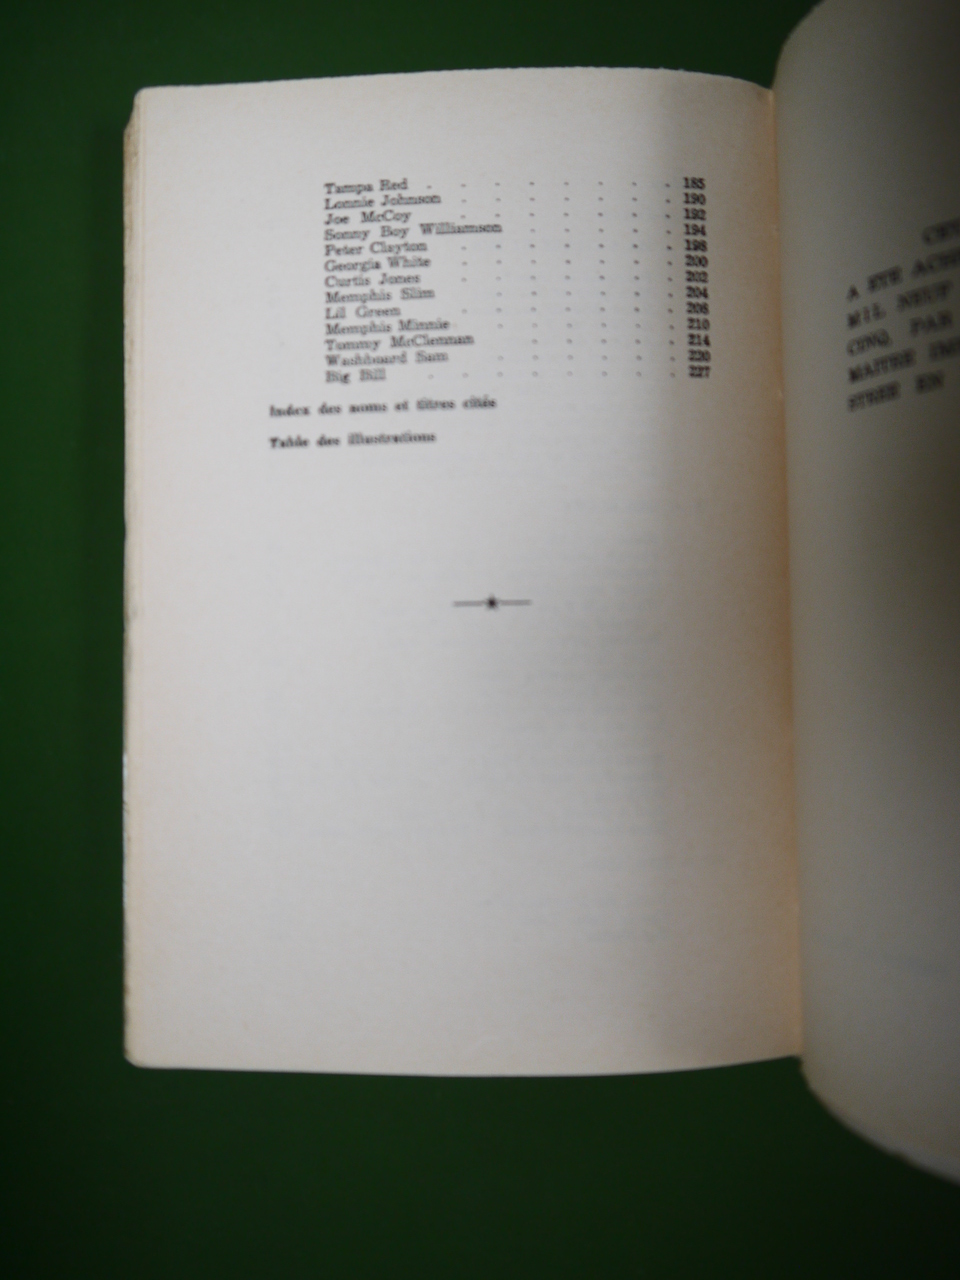 Tampa Red . . . . . . . . 185
Lonnie Johnson . . . . . . . 190
Joe McCoy . . . . . . . 192
Sonny Boy Williamson . . . . . 194
Peter Clayton . . . . . . . 198
Georgia White . . . . . . . 200
Curtis Jones . . . . . . . 202
Memphis Slim . . . . . . 204
Lil Green . . . . . . . 208
Memphis Minnie . . . . . . 210
Tommy McClennan . . . . . 214
Washboard Sam . . . . . . 220
Big Bill . . . . . . . . 227
Index des noms et titres cités
Table des illustrations
A ETE
MIL NEUF
CINQ, PAR
MAITRE
EN